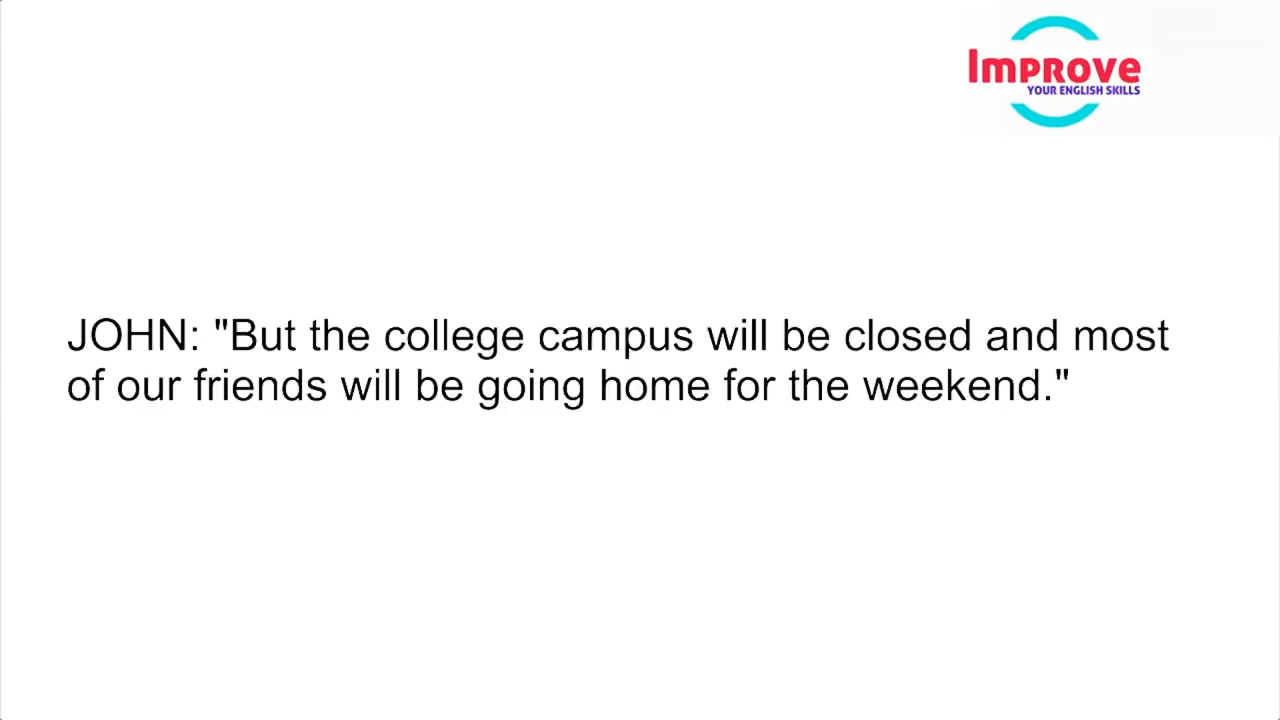 Improve
YOUR ENGLISH SKILLS
JOHN: "But the college campus will be closed and most
of our friends will be going home for the weekend."